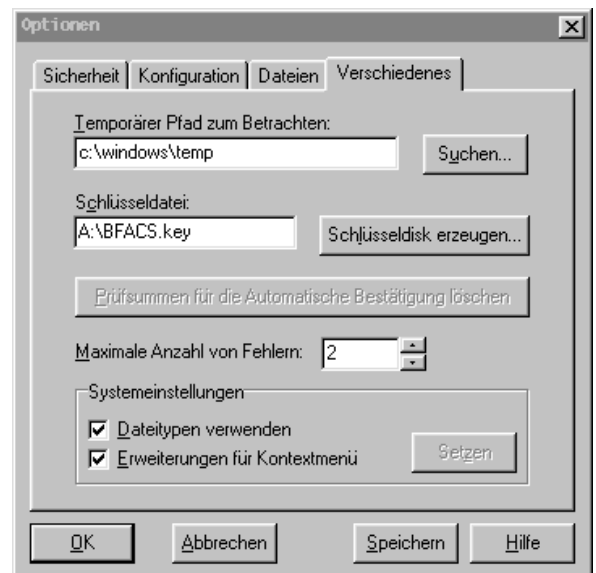 Optionen
Sicherheit Konfiguration Dateien Verschiedenes
Temporärer Pfad zum Betrachten:
c:\windows\temp Suchen...
Schlüsseldatei:
A:\BFACS.key Schlüsseldisk erzeugen...
Prüfsummen für die Automatische Bestätigung löschen
Maximale Anzahl von Fehlern: 2
Systemeinstellungen
Dateitypen verwenden
Erweiterungen für Kontextmenü Setzen
OK Abbrechen Speichern Hilfe